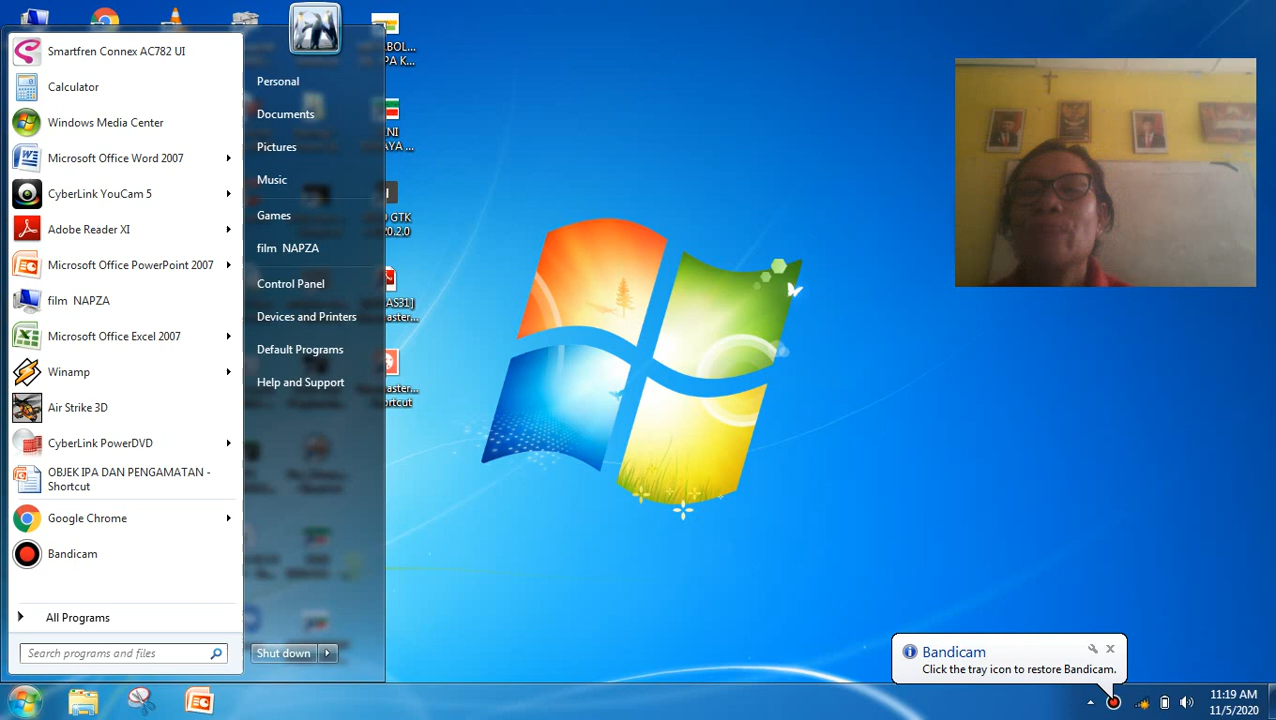 Smartfren Connex AC782 UI
Calculator
Windows Media Center
Microsoft Office Word 2007
CyberLink YouCam 5
Adobe Reader XI
Microsoft Office PowerPoint 2007
film NAPZA
Microsoft Office Excel 2007
Winamp
Air Strike 3D
CyberLink PowerDVD
OBJEK IPA DAN PENGAMATAN -
Shortcut
Google Chrome
Bandicam
All Programs
Search programs and files
Personal
Documents
Pictures
Music
Games
film NAPZA
Control Panel
Devices and Printers
Default Programs
Help and Support
Shut down
GTK
Bandicam
Click the tray icon to restore Bandicam.
11:19 AM
11/5/2020